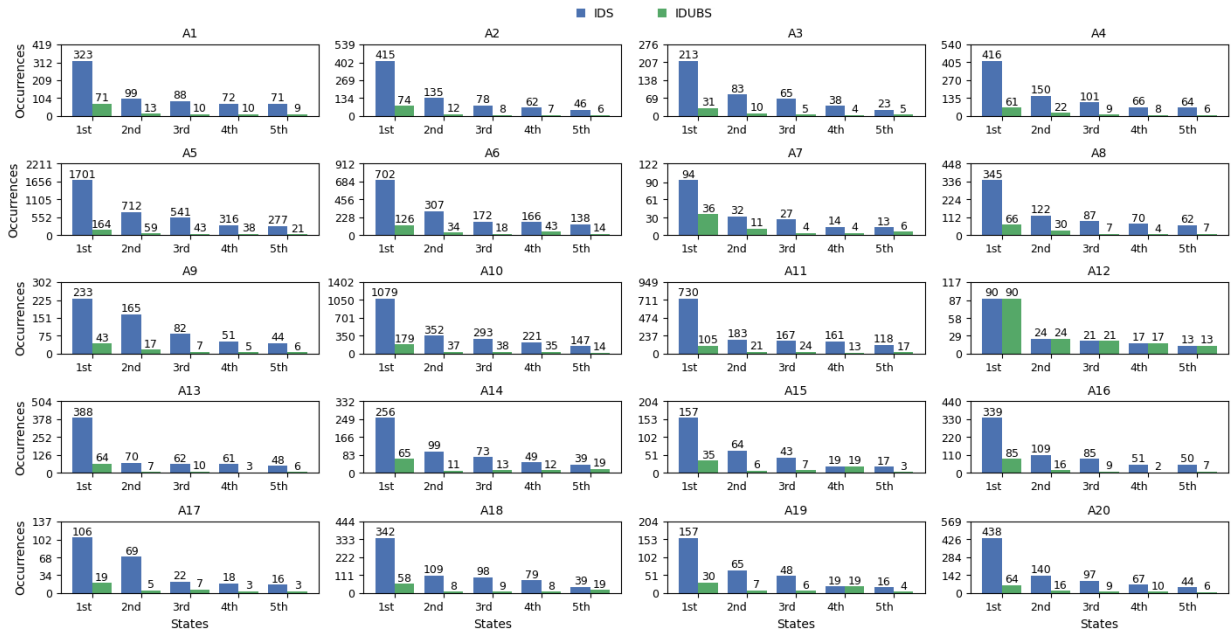 IDS IDUBS
A1 A2 A3 A4
Occurrences
419 312 209 104 0
323 71 99 13 88 10 72 10 71 9
539 402 269 134 0
415 74 135 12 78 8 62 7 46 6
276 207 138 69 0
213 31 83 10 65 5 38 4 23 5
540 405 270 135 0
416 61 150 22 101 9 66 8 64 6
1st 2nd 3rd 4th 5th 1st 2nd 3rd 4th 5th 1st 2nd 3rd 4th 5th 1st 2nd 3rd 4th 5th
A5 A6 A7 A8
Occurrences
2211 1656 1105 552 0
1701 164 712 59 541 43 316 38 277 21
912 684 456 228 0
702 126 307 34 172 18 166 43 138 14
122 90 61 30 0
94 36 32 11 27 4 14 4 13 6
448 336 224 112 0
345 66 122 30 87 7 70 4 62 7
1st 2nd 3rd 4th 5th 1st 2nd 3rd 4th 5th 1st 2nd 3rd 4th 5th 1st 2nd 3rd 4th 5th
A9 A10 A11 A12
Occurrences
302 225 151 75 0
233 43 165 17 82 7 51 5 44 6
1402 1050 701 350 0
1079 179 352 37 293 38 221 35 147 14
949 711 474 237 0
730 105 183 21 167 24 161 13 118 17
117 87 58 29 0
90 90 24 24 21 21 17 17 13 13
1st 2nd 3rd 4th 5th 1st 2nd 3rd 4th 5th 1st 2nd 3rd 4th 5th 1st 2nd 3rd 4th 5th
A13 A14 A15 A16
Occurrences
504 378 252 126 0
388 64 70 7 62 10 61 3 48 6
332 249 166 83 0
256 65 99 11 73 13 49 12 39 19
204 153 102 51 0
157 35 64 6 43 7 19 19 17 3
440 330 220 110 0
339 85 109 16 85 9 51 2 50 7
1st 2nd 3rd 4th 5th 1st 2nd 3rd 4th 5th 1st 2nd 3rd 4th 5th 1st 2nd 3rd 4th 5th
A17 A18 A19 A20
Occurrences
137 102 68 34 0
106 19 69 5 22 7 18 3 16 3
444 333 222 111 0
342 58 109 8 98 9 79 8 39 19
204 153 102 51 0
157 30 65 7 48 6 19 19 16 4
569 426 284 142 0
438 64 140 16 97 9 67 10 44 6
1st 2nd 3rd 4th 5th 1st 2nd 3rd 4th 5th 1st 2nd 3rd 4th 5th 1st 2nd 3rd 4th 5th
States States States States